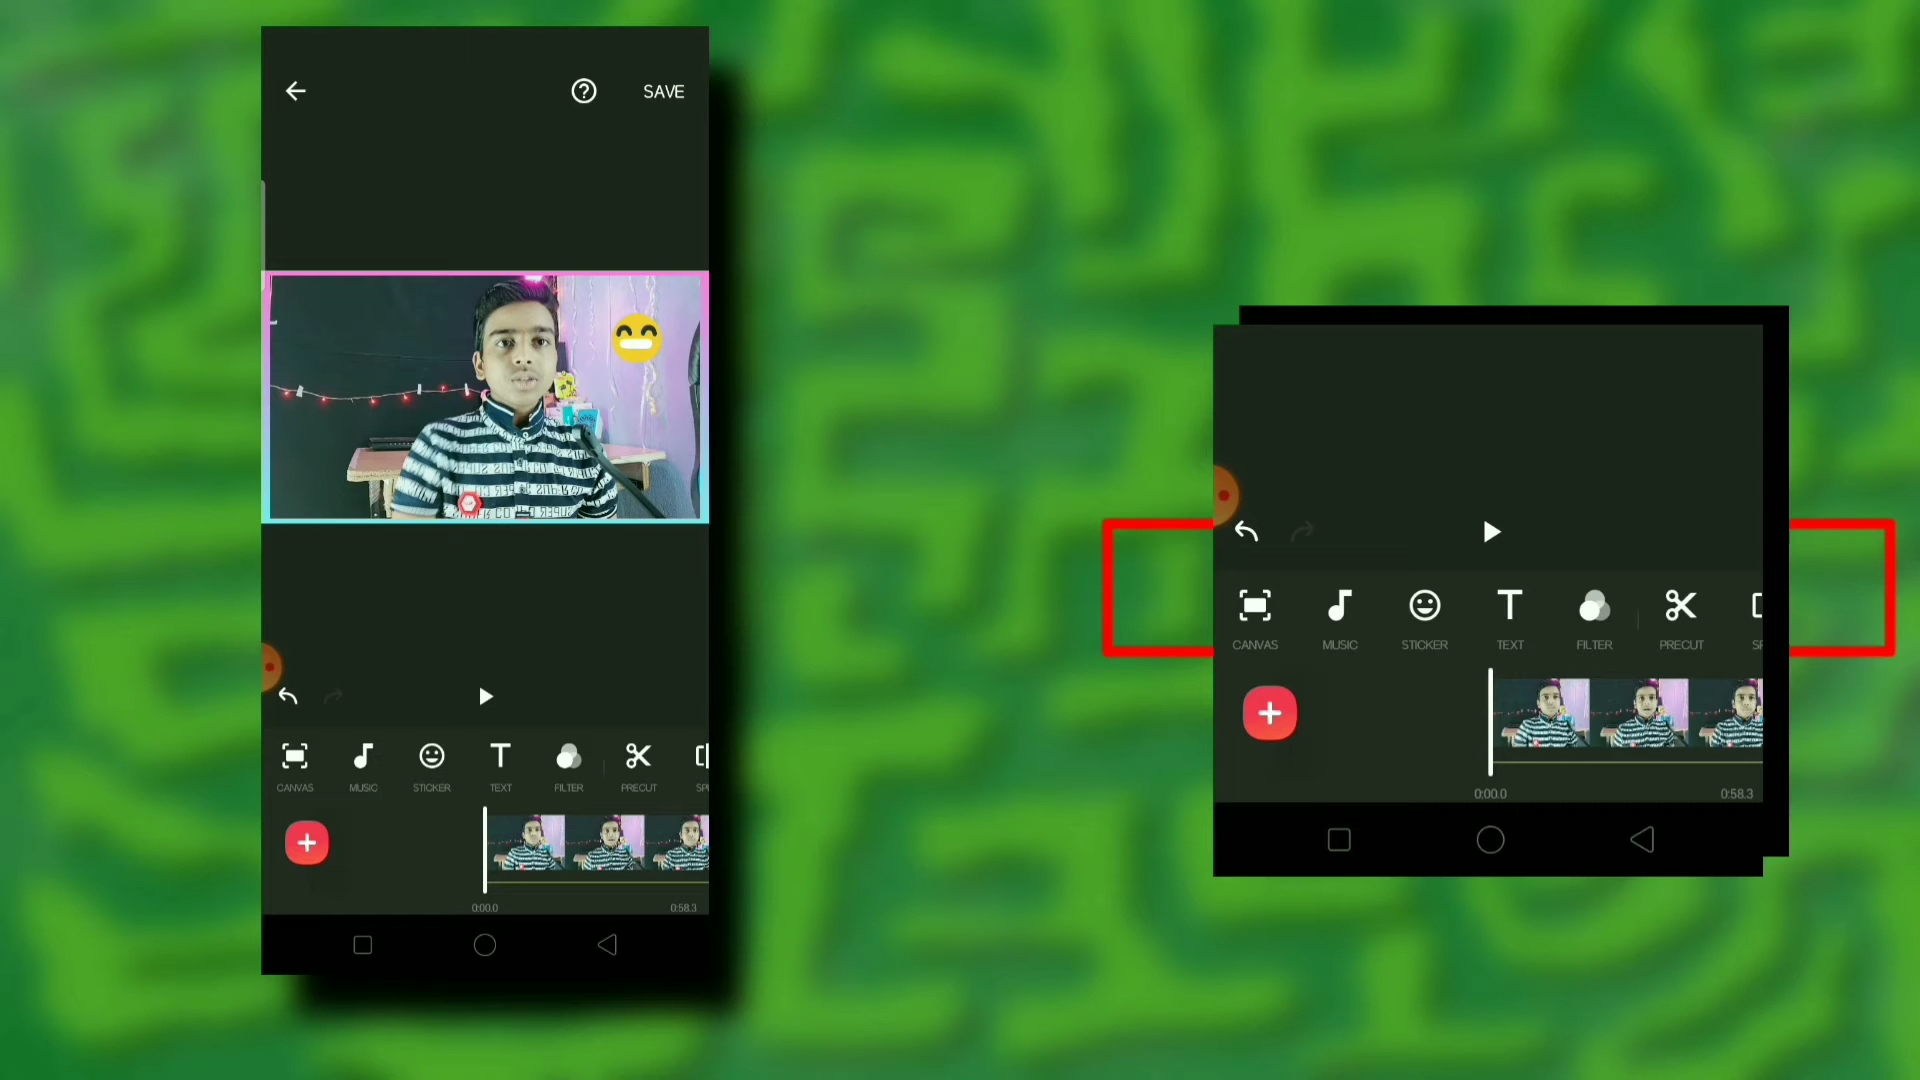 SAVE
CANVAS MUSIC STICKER TEXT FILTER PRECUT
0:00.0 0:58.3
CANVAS MUSIC STICKER TEXT FILTER PRECUT
0:00.0 0:58.3